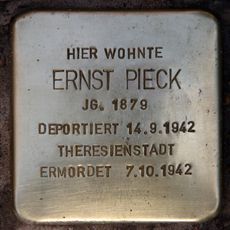 HIER WOHNTE
ERNST PIECK
JG. 1879
DEPORTIERT 14.9.1942
THERESIENSTADT
ERMORDET 7.10.1942